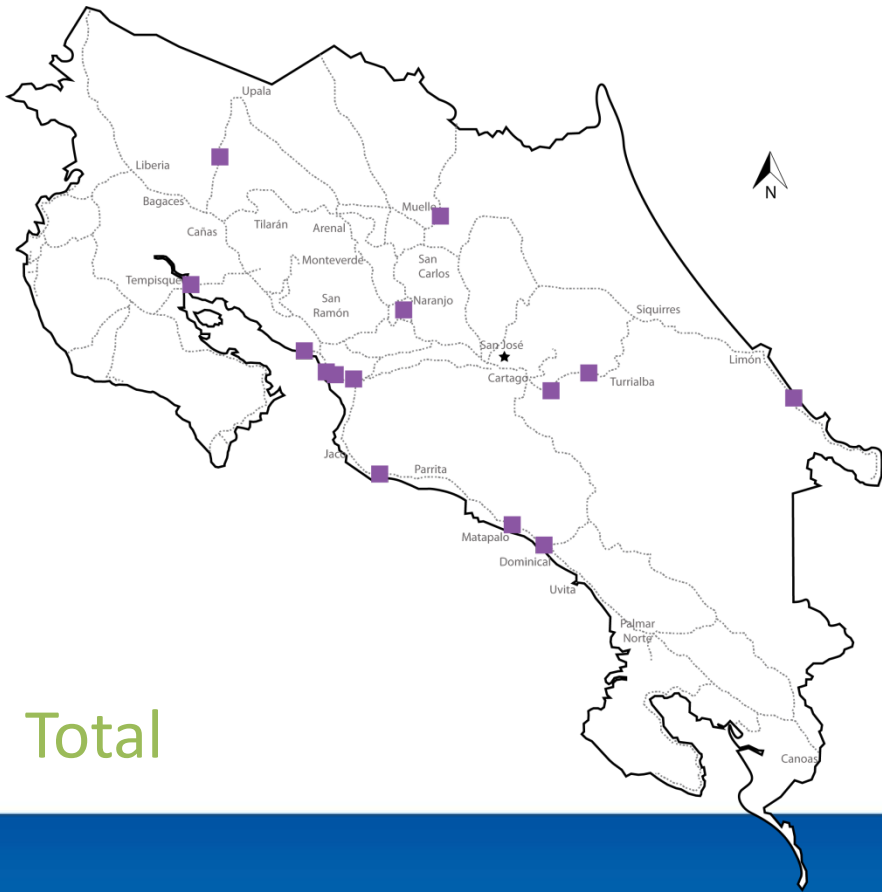 Upala
Liberia
Bagaces
Cañas
Tilarán
Arenal
Muelle
N
Monteverde
San
Carlos
Tempisque
San
Ramón
Naranjo
Siquirres
San José
Limón
Cartago
Turrialba
Jacó
Parrita
Matapalo
Dominical
Uvita
Palmar
Norte
Total
Canoas